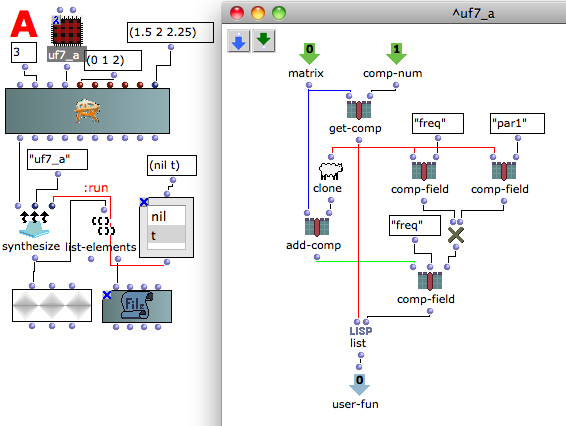 A
2
uf7_a
3
(1.5 2 2.25)
(0 1 2)
"uf7_a"
(nil t)
:run
synthesize
list-elements
nil
t
File
^uf7_a
0
1
matrix
comp-num
get-comp
"freq"
"par1"
clone
comp-field
comp-field
add-comp
"freq"
comp-field
LISP
list
0
user-fun